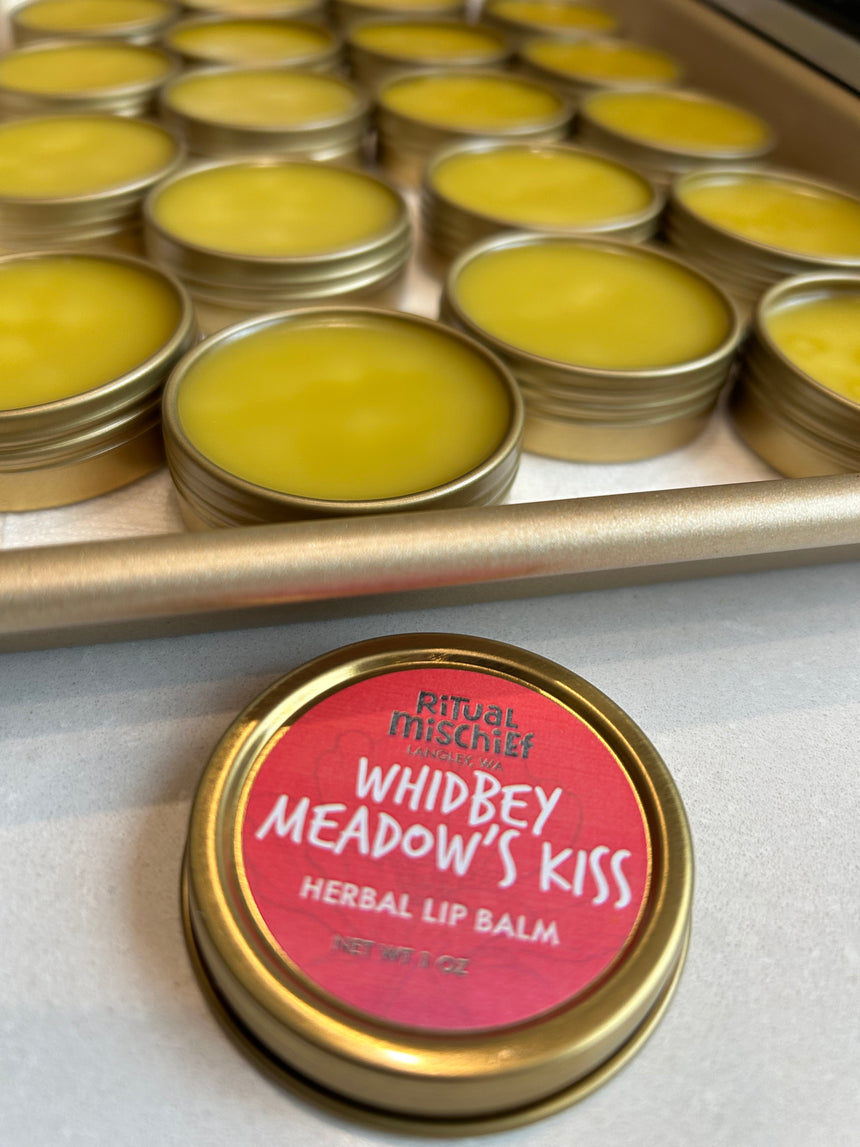 RiTUaL
MiSCHiEf
LANGLEY, WA
WHIDBEY
MEADOW'S KISS
HERBAL LIP BALM
NET WT 1 OZ